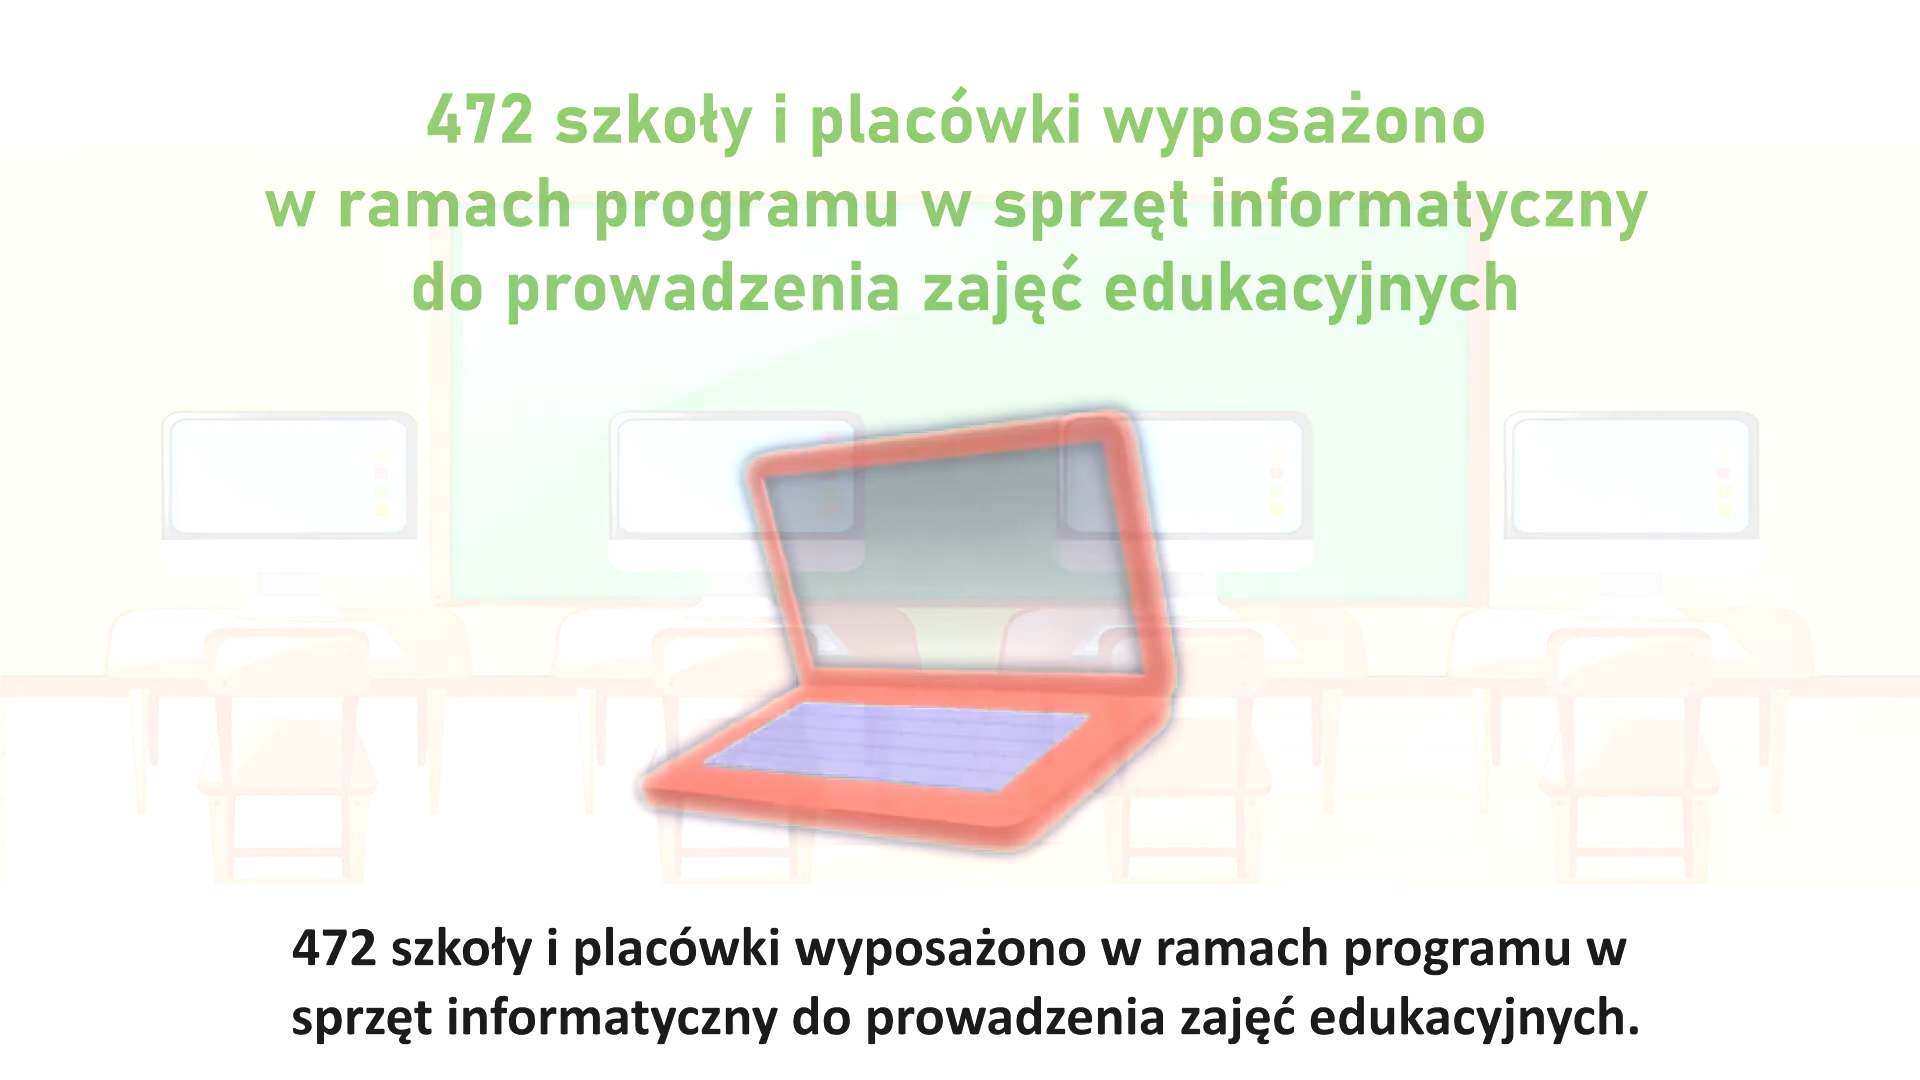 472 szkoły i placówki wyposażono
w ramach programu w sprzęt informatyczny
do prowadzenia zajęć edukacyjnych
472 szkoły i placówki wyposażono w ramach programu w
sprzęt informatyczny do prowadzenia zajęć edukacyjnych.